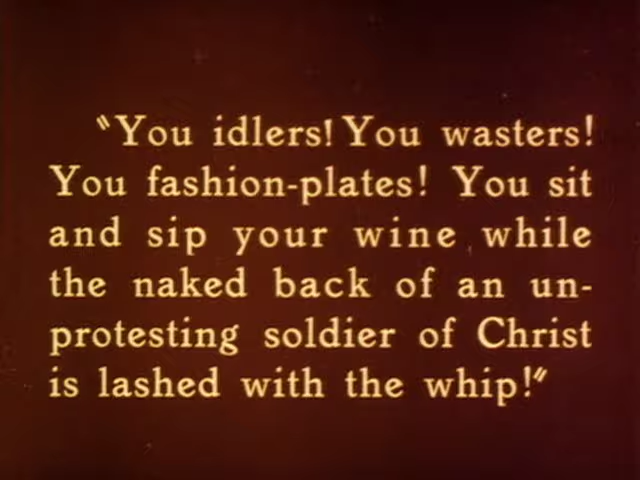 "You idlers! You wasters!
You fashion-plates! You sit
and sip your wine while
the naked back of an un-
protesting soldier of Christ
is lashed with the whip!"